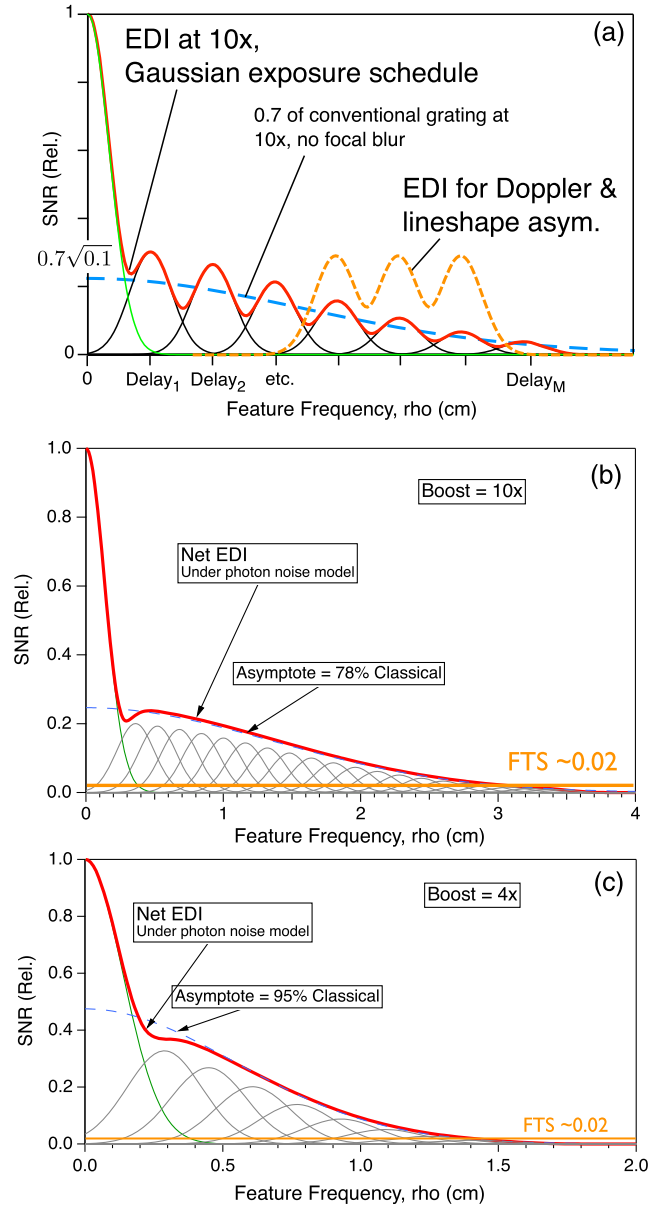 1
(a)
EDI at 10x,
Gaussian exposure schedule
0.7 of conventional grating at
10x, no focal blur
EDI for Doppler &
lineshape asym.
SNR (Rel.)
0.7√0.1
0
0
Delay1
Delay2
etc.
DelayM
Feature Frequency, rho (cm)
1.0
(b)
Boost = 10x
0.8
Net EDI
Under photon noise model
0.6
SNR (Rel.)
0.4
Asymptote = 78% Classical
0.2
FTS ~0.02
0.0
0
1
2
3
4
Feature Frequency, rho (cm)
1.0
(c)
Boost = 4x
0.8
Net EDI
Under photon noise model
0.6
SNR (Rel.)
Asymptote = 95% Classical
0.4
0.2
FTS ~0.02
0.0
0.0
0.5
1.0
1.5
2.0
Feature Frequency, rho (cm)